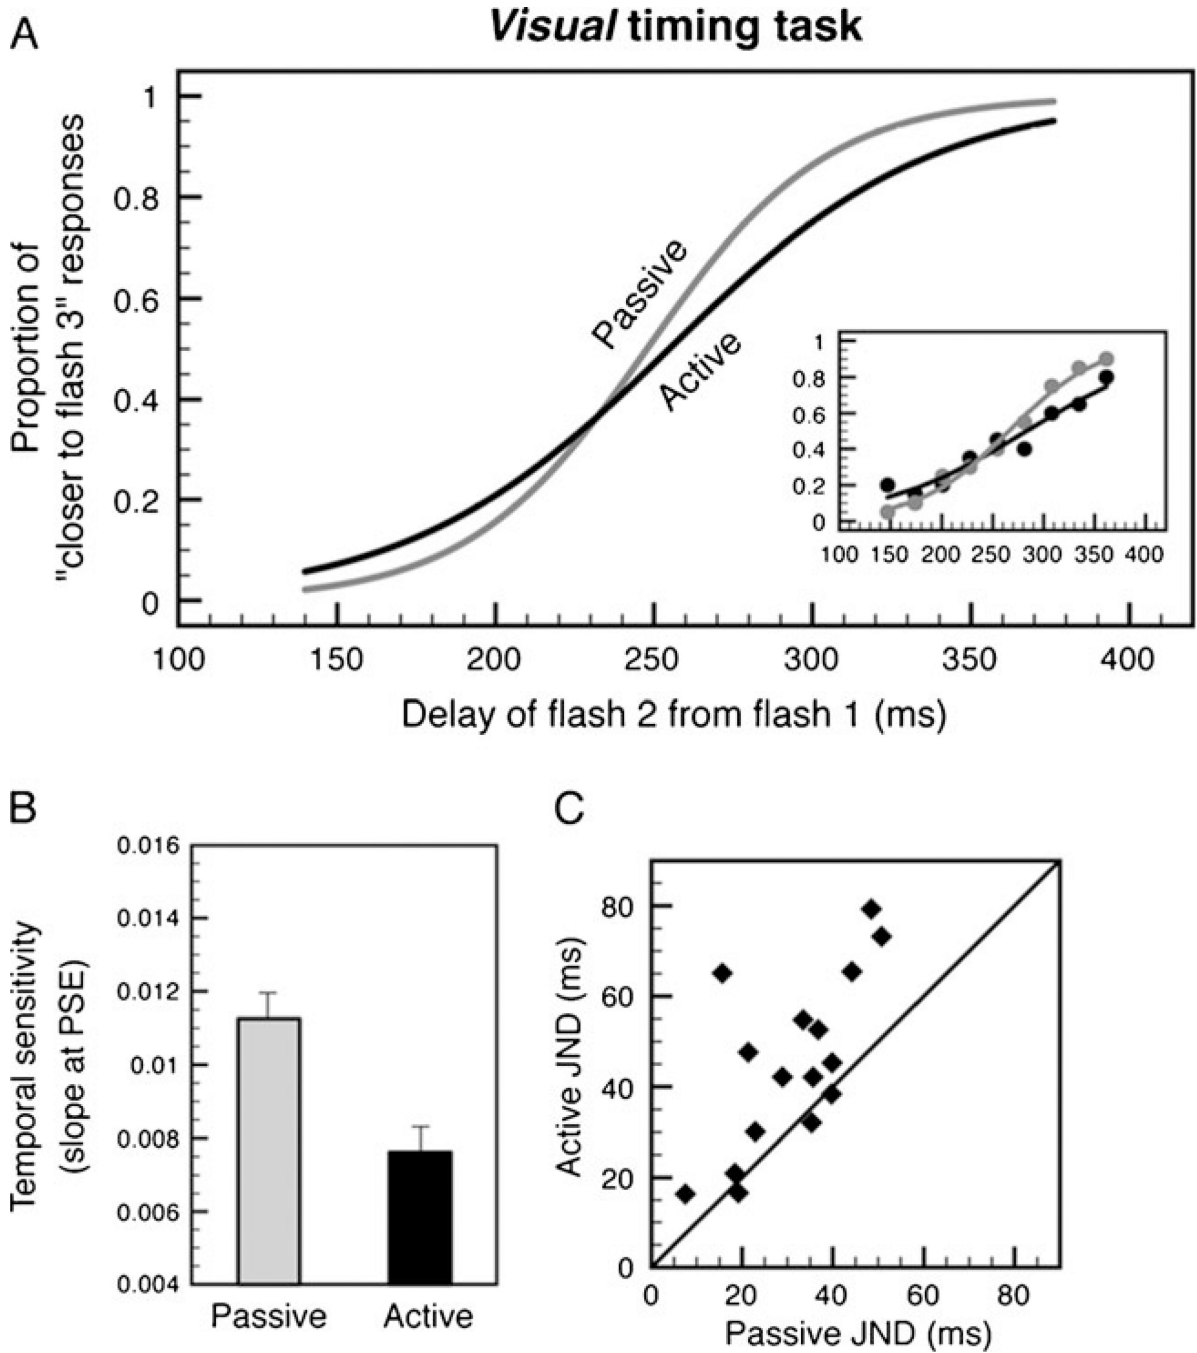 A
Visual timing task
Proportion of
"closer to flash 3" responses
1
0.8
0.6
0.4
0.2
0
Passive
Active
1
0.8
0.6
0.4
0.2
0
100 150 200 250 300 350 400
100 150 200 250 300 350 400
Delay of flash 2 from flash 1 (ms)
B
Temporal sensitivity
(slope at PSE)
0.016
0.014
0.012
0.01
0.008
0.006
0.004
Passive Active
C
Active JND (ms)
80
60
40
20
0
0 20 40 60 80
Passive JND (ms)